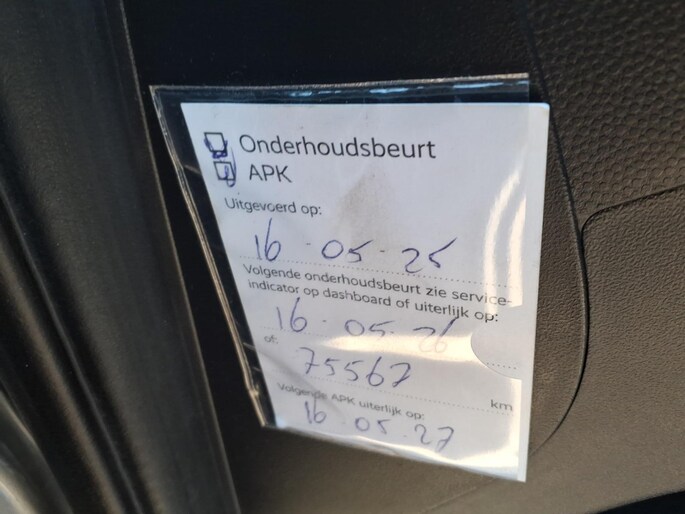 Onderhoudsbeurt
APK
Uitgevoerd op:
16-05-25
Volgende onderhoudsbeurt zie service-
indicator op dashboard of uiterlijk op:
16-05-26
of: 75567 km
Volgende APK uiterlijk op:
16 05.27